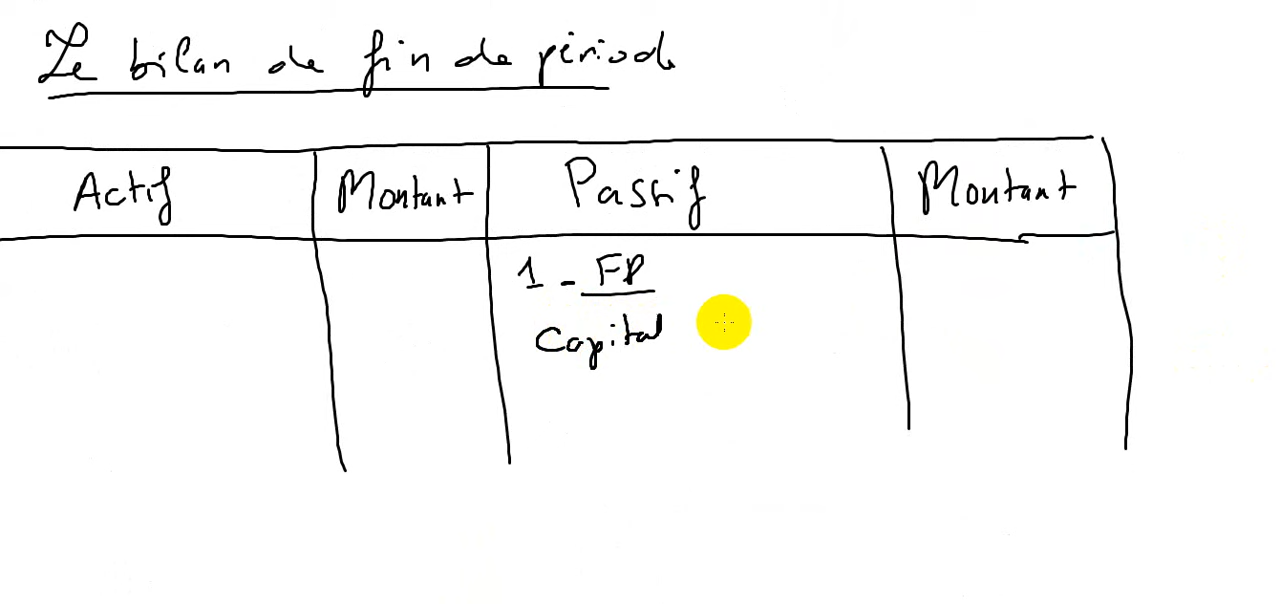 Le bilan de fin de période
Actif Montant Passif Montant
1 - FP
Capital